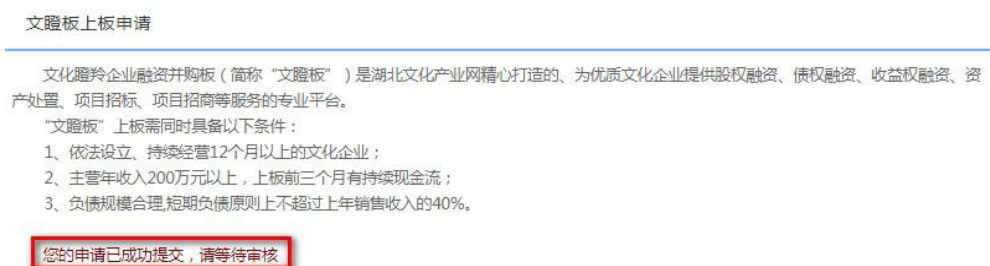 文瞪板上板申请
文化瞪羚企业融资并购板（简称“文瞪板”）是湖北文化产业网精心打造的、为优质文化企业提供股权融资、债权融资、收益权融资、资
产处置、项目招标、项目招商等服务的专业平台。
“文瞪板”上板需同时具备以下条件：
1、依法设立、持续经营12个月以上的文化企业；
2、主营年收入200万元以上，上板前三个月有持续现金流；
3、负债规模合理,短期负债原则上不超过上年销售收入的40%。
您的申请已成功提交，请等待审核